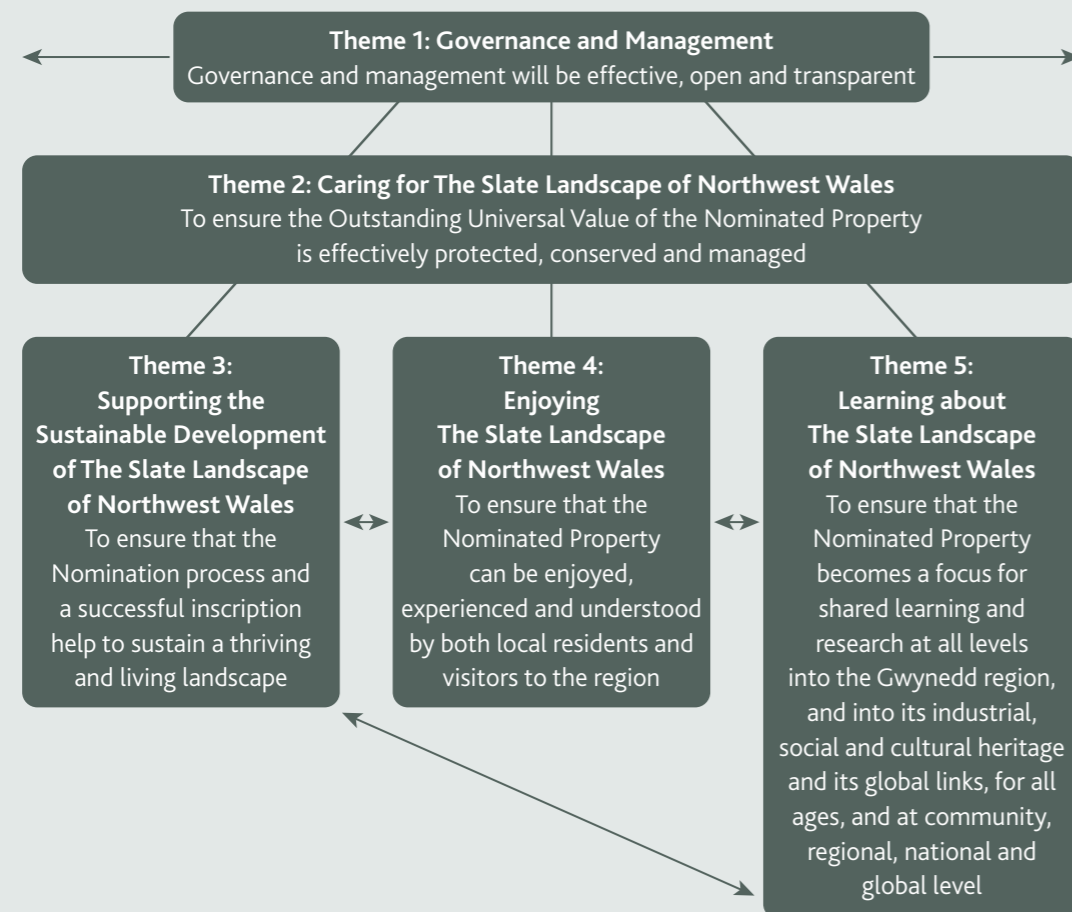 Theme 1: Governance and Management
Governance and management will be effective, open and transparent
Theme 2: Caring for The Slate Landscape of Northwest Wales
To ensure the Outstanding Universal Value of the Nominated Property
is effectively protected, conserved and managed
Theme 3:
Supporting the
Sustainable Development
of The Slate Landscape
of Northwest Wales
To ensure that the
Nomination process and
a successful inscription
help to sustain a thriving
and living landscape
Theme 4:
Enjoying
The Slate Landscape
of Northwest Wales
To ensure that the
Nominated Property
can be enjoyed,
experienced and understood
by both local residents and
visitors to the region
Theme 5:
Learning about
The Slate Landscape
of Northwest Wales
To ensure that the
Nominated Property
becomes a focus for
shared learning and
research at all levels
into the Gwynedd region,
and into its industrial,
social and cultural heritage
and its global links, for all
ages, and at community,
regional, national and
global level